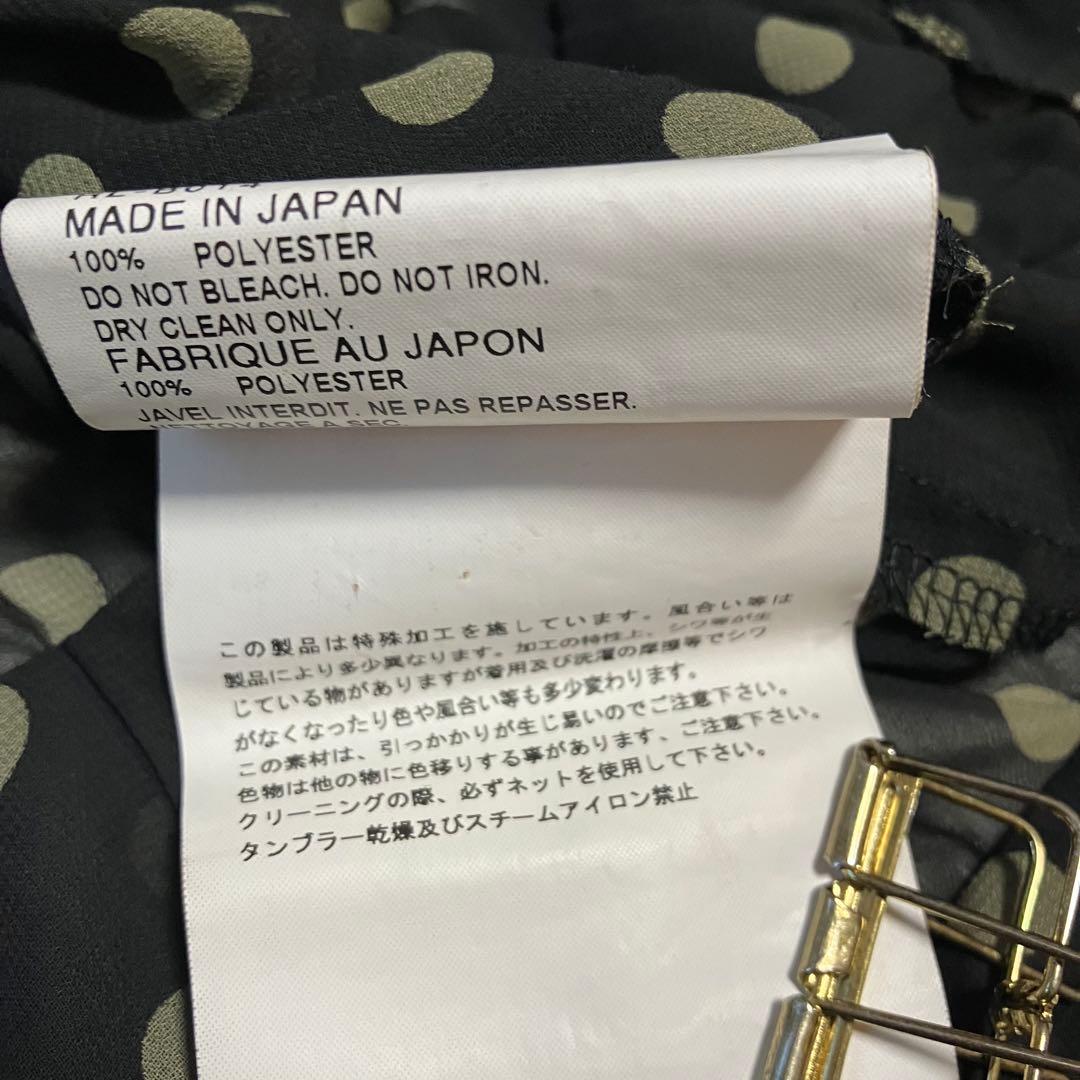 MADE IN JAPAN
100% POLYESTER
DO NOT BLEACH. DO NOT IRON.
DRY CLEAN ONLY.
FABRIQUE AU JAPON
100% POLYESTER
JAVEL INTERDIT. NE PAS REPASSER.
NETTOYAGE A SEC.
この製品は特殊加工を施しています。風合い等は
製品により多少異なります。加工の特性上、シワ等が生
じている物がありますが着用及び洗濯の摩擦等でシワ
がなくなったり色や風合い等も多少変わります。
この素材は、引っかかりが生じ易いのでご注意下さい。
色物は他の物に色移りする事があります、ご注意下さい。
クリーニングの際、必ずネットを使用して下さい。
タンブラー乾燥及びスチームアイロン禁止